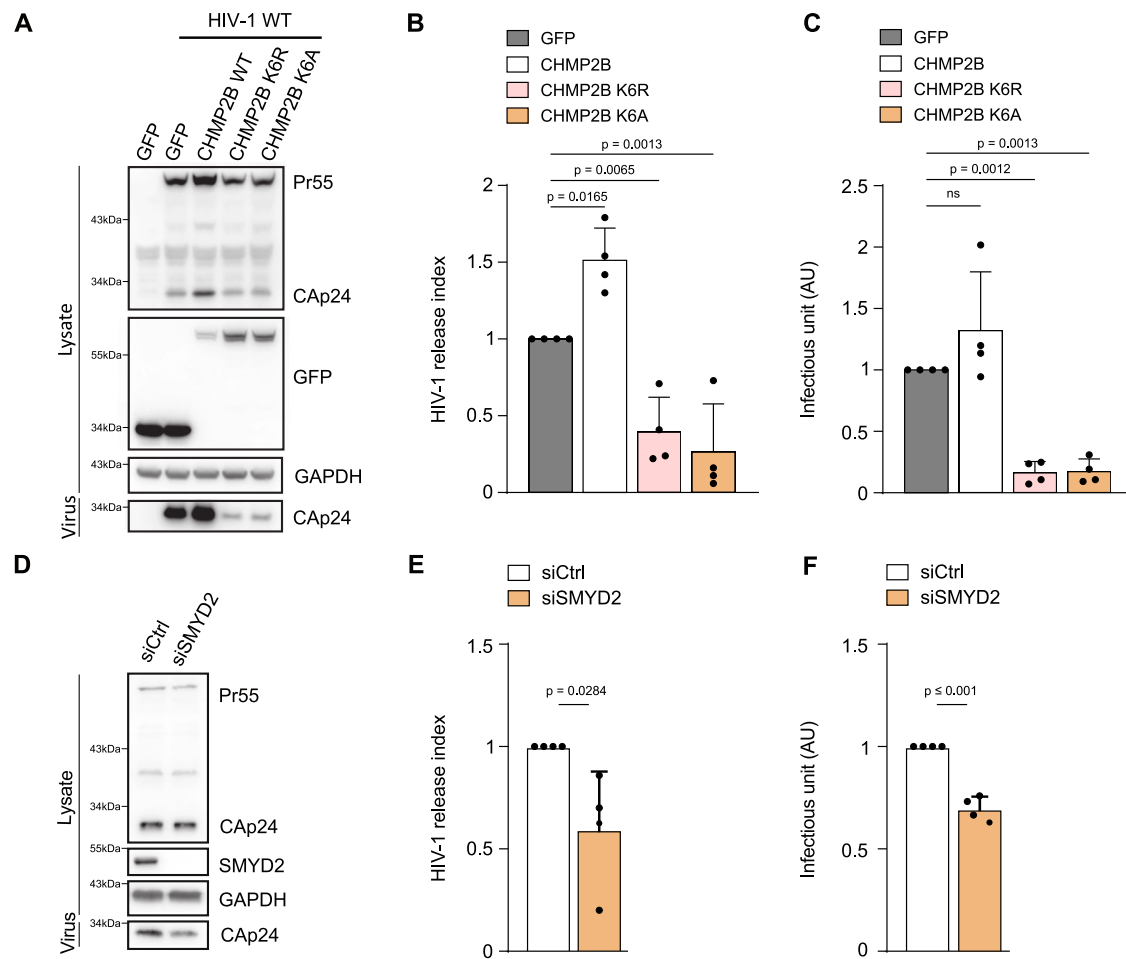 A
HIV-1 WT
GFP
GFP
CHMP2B WT
CHMP2B K6R
CHMP2B K6A
Lysate
43kDa
34kDa
Pr55
CAp24
55kDa
34kDa
GFP
43kDa
GAPDH
Virus
34kDa
CAp24
B
GFP
CHMP2B
CHMP2B K6R
CHMP2B K6A
p = 0.0013
p = 0.0065
p = 0.0165
HIV-1 release index
2
1.5
1
0.5
0
C
GFP
CHMP2B
CHMP2B K6R
CHMP2B K6A
p = 0.0013
p = 0.0012
ns
Infectious unit (AU)
2.5
2
1.5
1
0.5
0
D
siCtrl
siSMYD2
Lysate
Pr55
43kDa
34kDa
CAp24
55kDa
SMYD2
43kDa
GAPDH
Virus
34kDa
CAp24
E
siCtrl
siSMYD2
p = 0.0284
HIV-1 release index
1.5
1
0.5
0
F
siCtrl
siSMYD2
p ≤ 0.001
Infectious unit (AU)
1.5
1
0.5
0